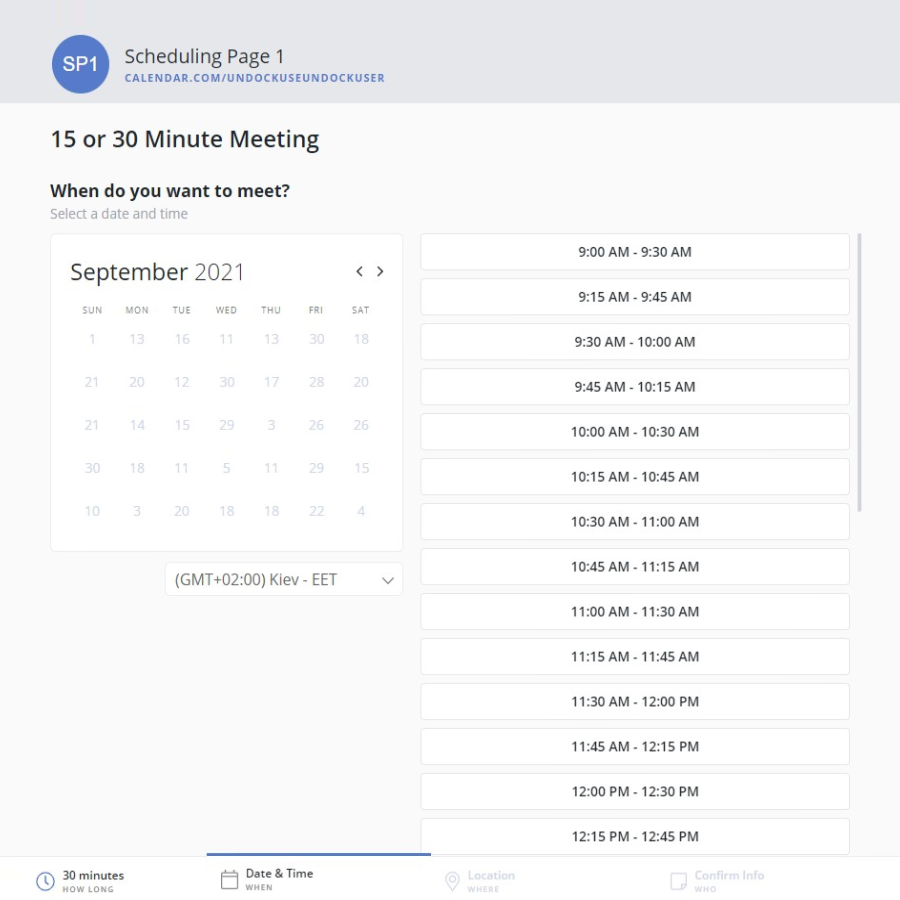 SP1
Scheduling Page 1
CALENDAR.COM/UNDOCKUSEUNDOCKUSER
15 or 30 Minute Meeting
When do you want to meet?
Select a date and time
September 2021
SUN MON TUE WED THU FRI SAT
1 13 16 11 13 30 18
21 20 12 30 17 28 20
21 14 15 29 3 26 26
30 18 11 5 11 29 15
10 3 20 18 18 22 4
(GMT+02:00) Kiev - EET
9:00 AM - 9:30 AM
9:15 AM - 9:45 AM
9:30 AM - 10:00 AM
9:45 AM - 10:15 AM
10:00 AM - 10:30 AM
10:15 AM - 10:45 AM
10:30 AM - 11:00 AM
10:45 AM - 11:15 AM
11:00 AM - 11:30 AM
11:15 AM - 11:45 AM
11:30 AM - 12:00 PM
11:45 AM - 12:15 PM
12:00 PM - 12:30 PM
12:15 PM - 12:45 PM
30 minutes
HOW LONG
Date & Time
WHEN
Location
WHERE
Confirm Info
WHO